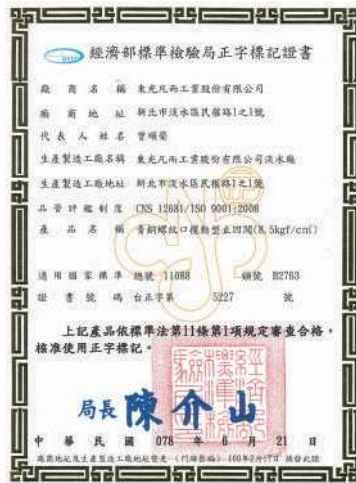 經濟部標準檢驗局正字標記證書
廠商名稱 東光凡而工業股份有限公司
廠商地址 新北市淡水區民權路1之1號
代表人姓名 曾順榮
生產製造工廠名稱 東光凡而工業股份有限公司淡水廠
生產製造工廠地址 新北市淡水區民權路1之1號
品管評鑑制度 CNS 12681/ISO 9001:2008
產品名稱 青銅螺紋口擺動型止回閥(8.5kgf/cm²)
適用國家標準 總號 11088 類號 B2763
證書號碼 台正字第 5227 號
上記產品依標準法第11條第1項規定審查合格，
核准使用正字標記。
局長 陳介山
中華民國 078 年 6 月 21 日